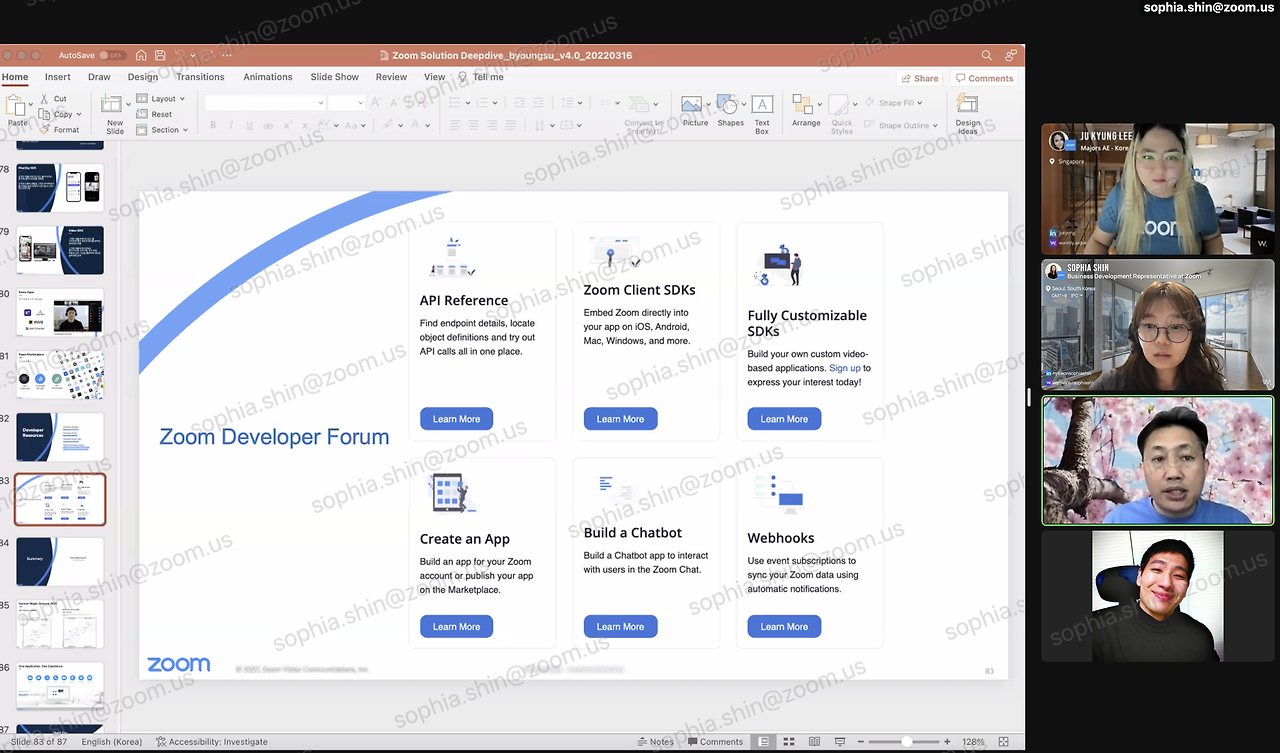 sophia.shin@zoom.us
AutoSave OFF
Zoom Solution Deepdive_byoungsu_v4.0_20220316
Home Insert Draw Design Transitions Animations Slide Show Review View Tell me
Share Comments
Paste
Cut
Copy
Format
New
Slide
Layout
Reset
Section
Convert to
SmartArt
Picture
Shapes
Text
Box
Arrange
Quick
Styles
Shape Fill
Shape Outline
Design
Ideas
78
79
80
81
82
Developer
Resources
83
84
Summary
85
86
87
Zoom Developer Forum
API Reference
Find endpoint details, locate
object definitions and try out
API calls all in one place.
Learn More
Zoom Client SDKs
Embed Zoom directly into
your app on iOS, Android,
Mac, Windows, and more.
Learn More
Fully Customizable
SDKs
Build your own custom video-
based applications. Sign up to
express your interest today!
Learn More
Create an App
Build an app for your Zoom
account or publish your app
on the Marketplace.
Learn More
Build a Chatbot
Build a Chatbot app to interact
with users in the Zoom Chat.
Learn More
Webhooks
Use event subscriptions to
sync your Zoom data using
automatic notifications.
Learn More
zoom
83
Slide 83 of 87 English (Korea) Accessibility: Investigate
Notes Comments 128%
JU KYUNG LEE
Majors AE - Kore
Singapore
SOPHIA SHIN
Business Development Representative at Zoom
Seoul, South Korea
sophia.shin@zoom.us